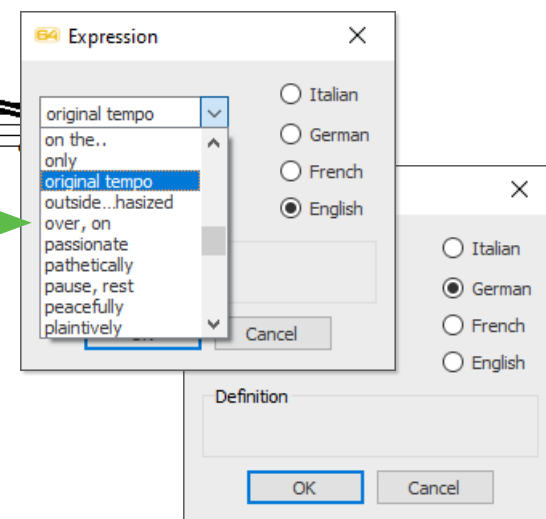 64 Expression
original tempo
on the..
only
original tempo
outside...hasized
over, on
passionate
pathetically
pause, rest
peacefully
plaintively
Italian
German
French
English
Cancel
Italian
German
French
English
Definition
OK Cancel